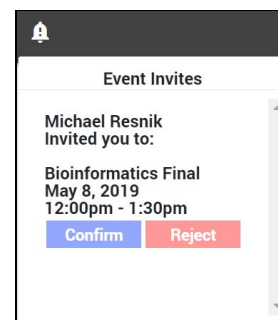 Event Invites
Michael Resnik
Invited you to:
Bioinformatics Final
May 8, 2019
12:00pm - 1:30pm
Confirm Reject